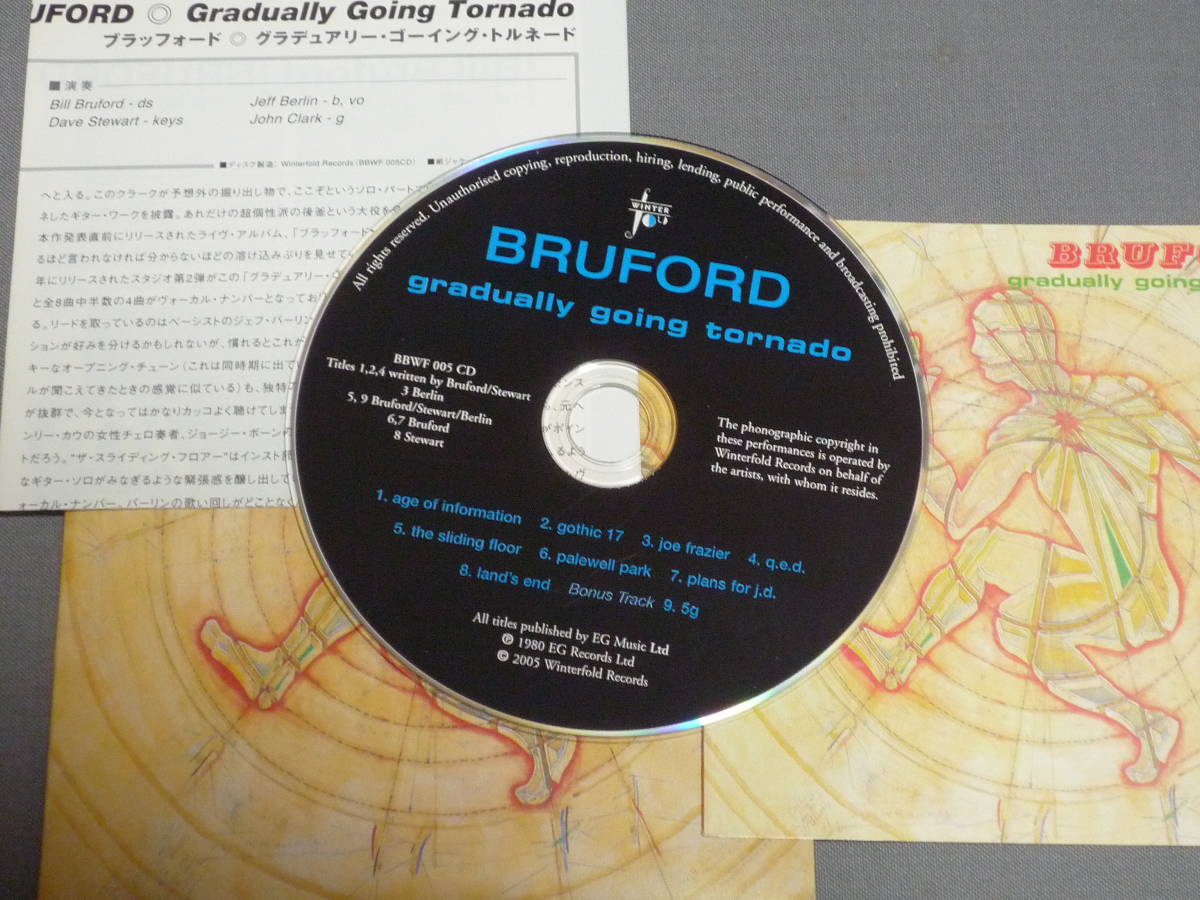 UFORD ◎ Gradually Going Tornado
ブラッフォード ◎ グラデュアリー・ゴーイング・トルネード
■演奏
Bill Bruford - ds
Jeff Berlin - b, vo
Dave Stewart - keys
John Clark - g
■ディスク製造: Winterfold Records (BBWF 005CD) ■紙ジャケ
へと入る。このクラークが予想外の掘り出し物で、ここぞというソロ・パートで
ネしたギター・ワークを披露。あれだけの超個性派の後釜という大役を
本作発表直前にリリースされたライヴ・アルバム、「ブラッフォード
るほど言われなければ分からないほどの溶け込みぶりを見せて
年にリリースされたスタジオ第2弾がこの「グラデュアリー・
と全8曲中半数の4曲がヴォーカル・ナンバーとなってお
る。リードを取っているのはベーシストのジェフ・バーリン
ションが好みを分けるかもしれないが、慣れるとこれが
キーなオープニング・チューン(これは同時期に出て
ルが聞こえてきたときの感覚に似ている)も、独特
が抜群で、今となってはかなりカッコよく聴けてしま
ンリー・カウの女性チェロ奏者、ジョージー・ボーンの
トだろう。"ザ・スライディング・フロアー"はインスト
なギター・ソロがみなぎるような緊張感を醸し出して
ォーカル・ナンバー。バーリンの歌い回しがどことな
All rights reserved. Unauthorised copying, reproduction, hiring, lending, public performance and broadcasting prohibited
WINTER
BRUFORD
gradually going tornado
BBWF 005 CD
Titles 1,2,4 written by Bruford/Stewart
3 Berlin
5, 9 Bruford/Stewart/Berlin
6,7 Bruford
8 Stewart
The phonographic copyright in
these performances is operated by
Winterfold Records on behalf of
the artists, with whom it resides.
1. age of information 2. gothic 17 3. joe frazier 4. q.e.d.
5. the sliding floor 6. palewell park 7. plans for j.d.
8. land's end Bonus Track 9. 5g
All titles published by EG Music Ltd
℗ 1980 EG Records Ltd
© 2005 Winterfold Records
BRUF
gradually going